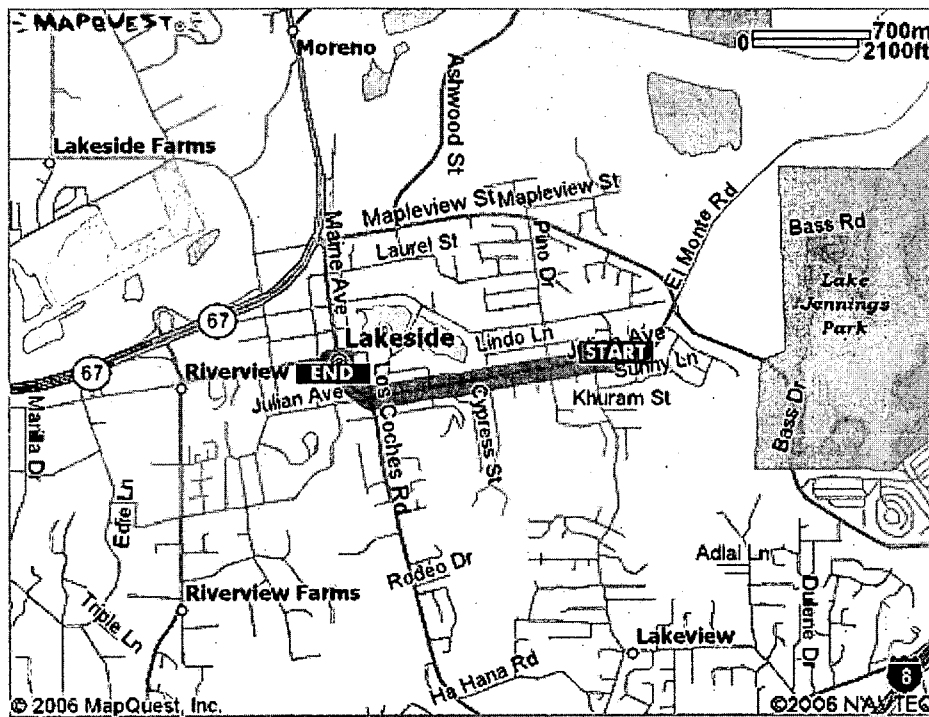 MAPQUEST
700m
0
2100ft
Moreno
Ashwood St
Lakeside Farms
Mapleview St
Mapleview St
El Monte Rd
Bass Rd
Laurel St
Pino Dr
Lake
Jennings
Park
67
Lindo Ln
Ave
Lakeside
START
67
Riverview
END
Sunny Ln
Julian Ave
Khuram St
Los Coches Rd
Cypress St
Marilla Dr
Bass Dr
Edie Ln
Adlai Ln
Rodeo Dr
Riverview Farms
Triple Ln
Dulene Dr
Lakeview
Ha Hana Rd
8
© 2006 MapQuest, Inc.
©2006 NAVTEQ